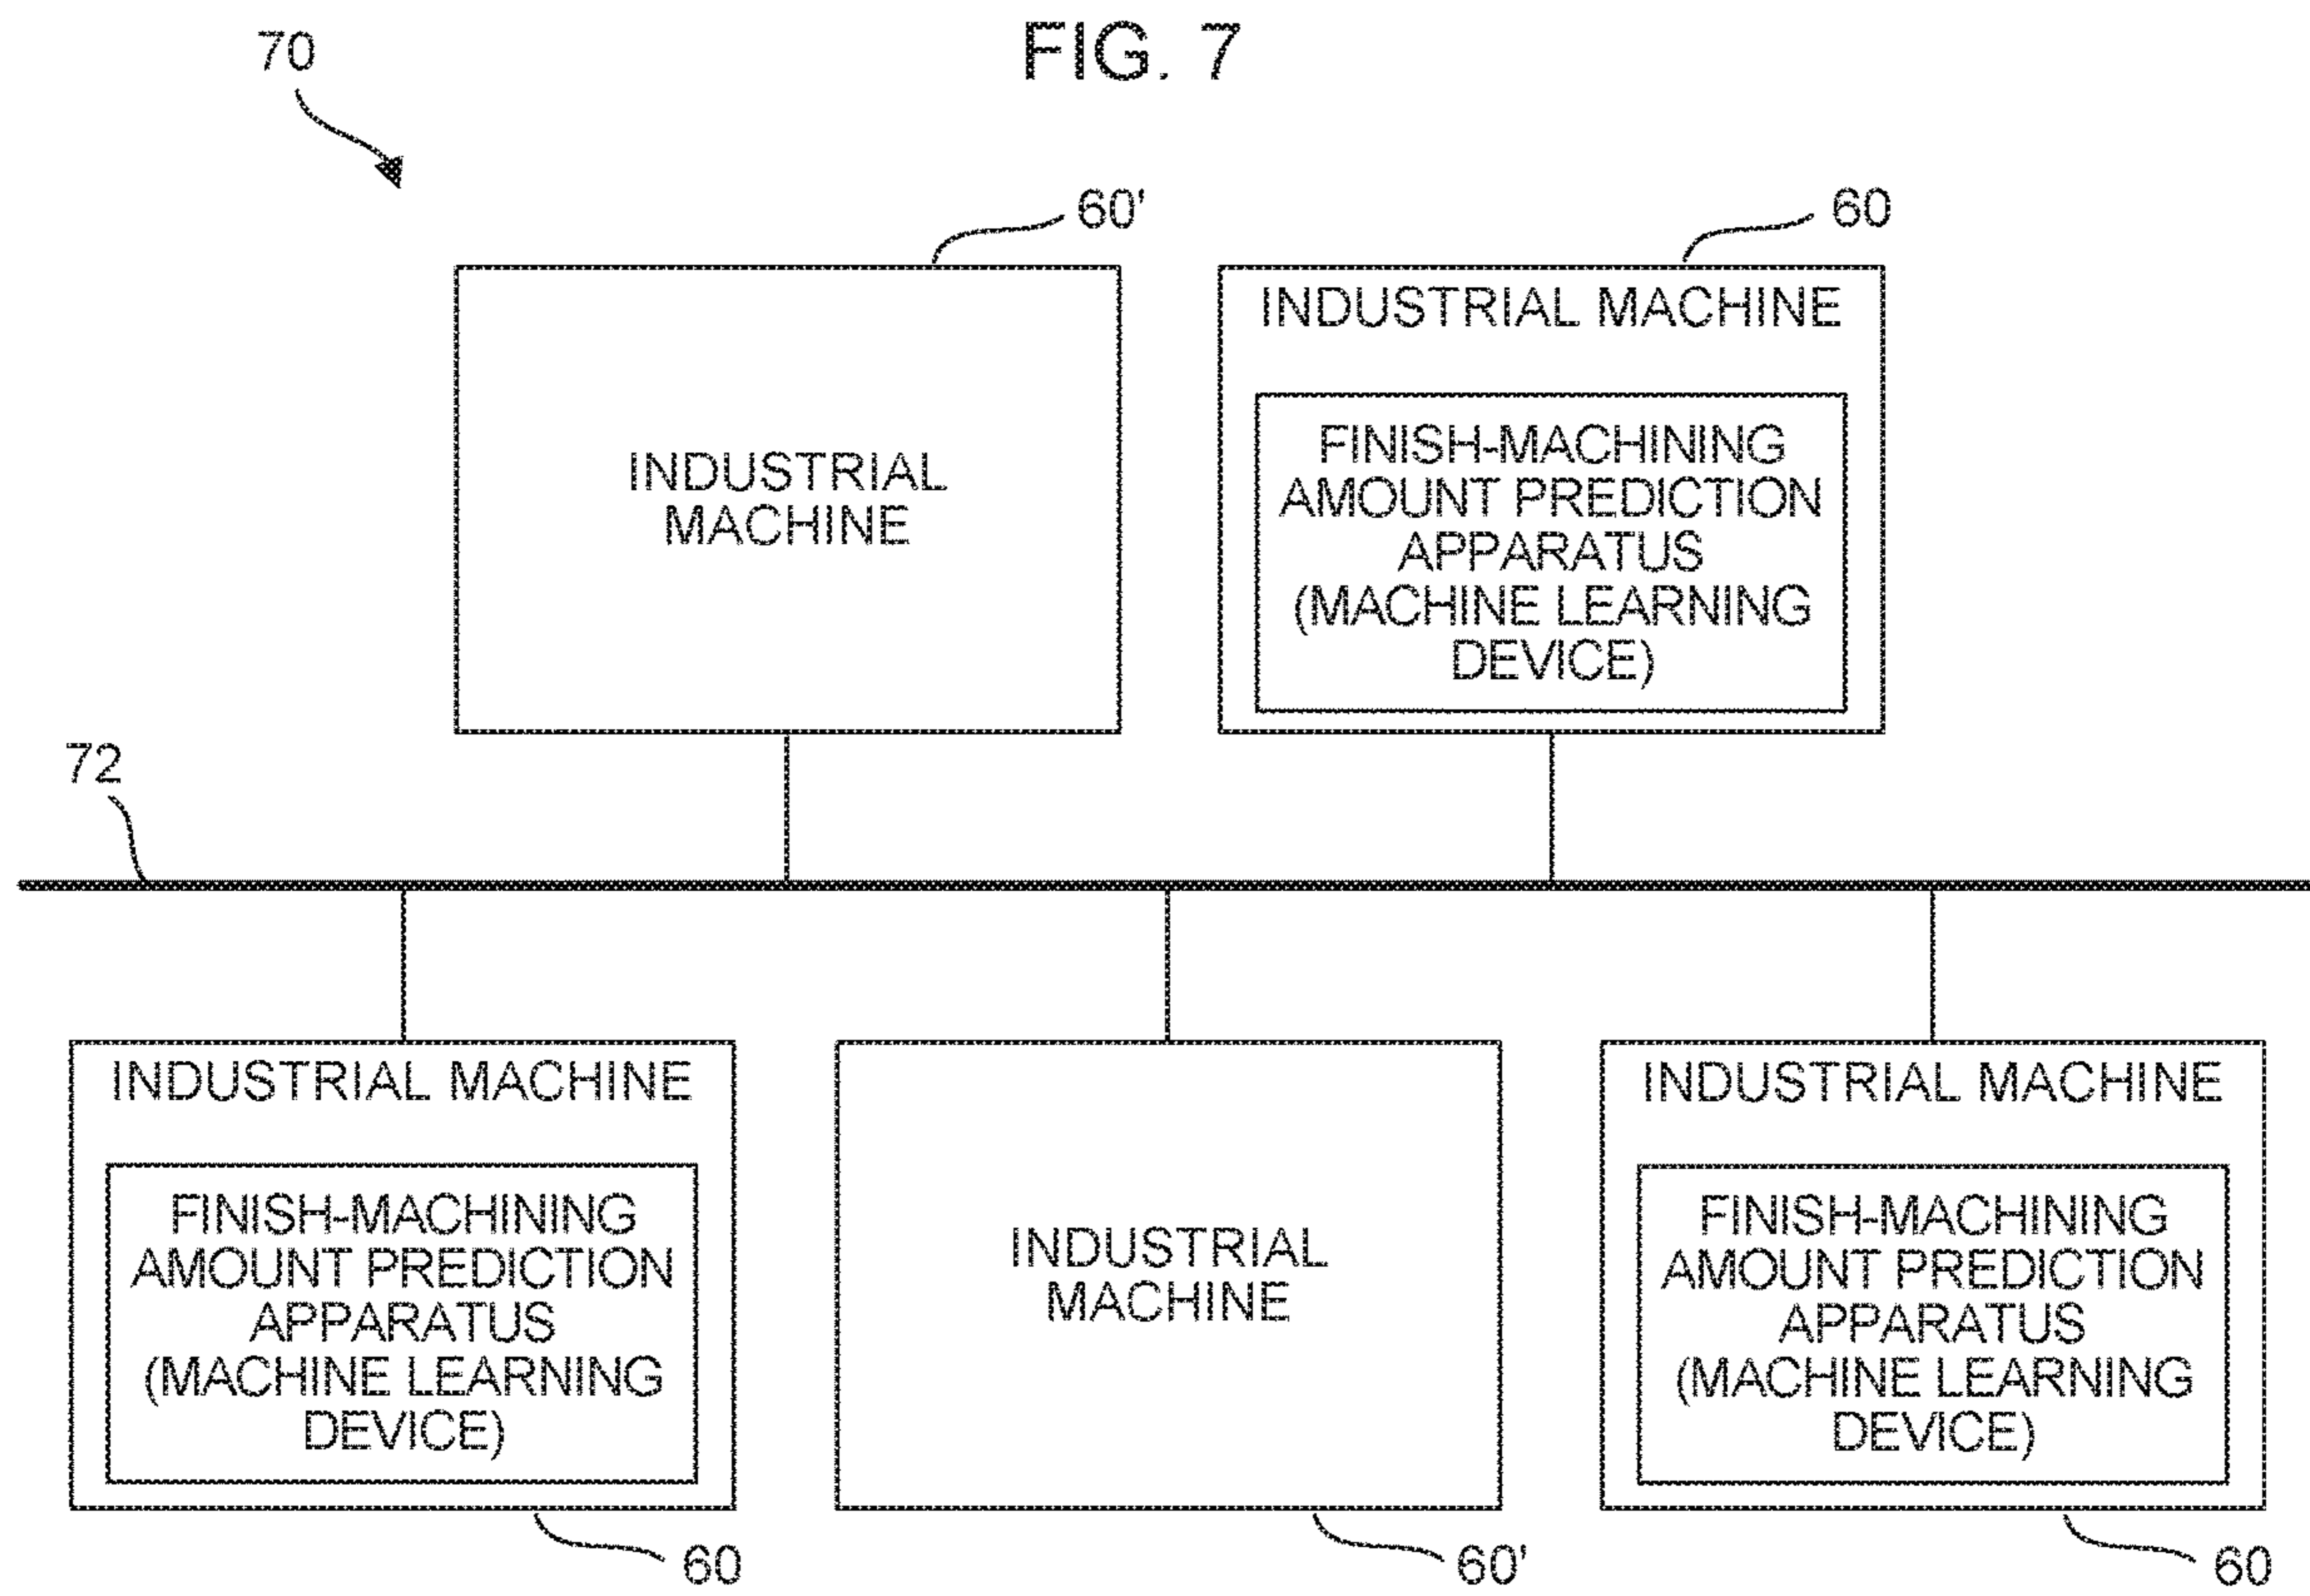 FIG. 7
70
60'
60
INDUSTRIAL
MACHINE
INDUSTRIAL MACHINE
FINISH-MACHINING
AMOUNT PREDICTION
APPARATUS
(MACHINE LEARNING
DEVICE)
72
INDUSTRIAL MACHINE
FINISH-MACHINING
AMOUNT PREDICTION
APPARATUS
(MACHINE LEARNING
DEVICE)
60
INDUSTRIAL
MACHINE
60'
INDUSTRIAL MACHINE
FINISH-MACHINING
AMOUNT PREDICTION
APPARATUS
(MACHINE LEARNING
DEVICE)
60